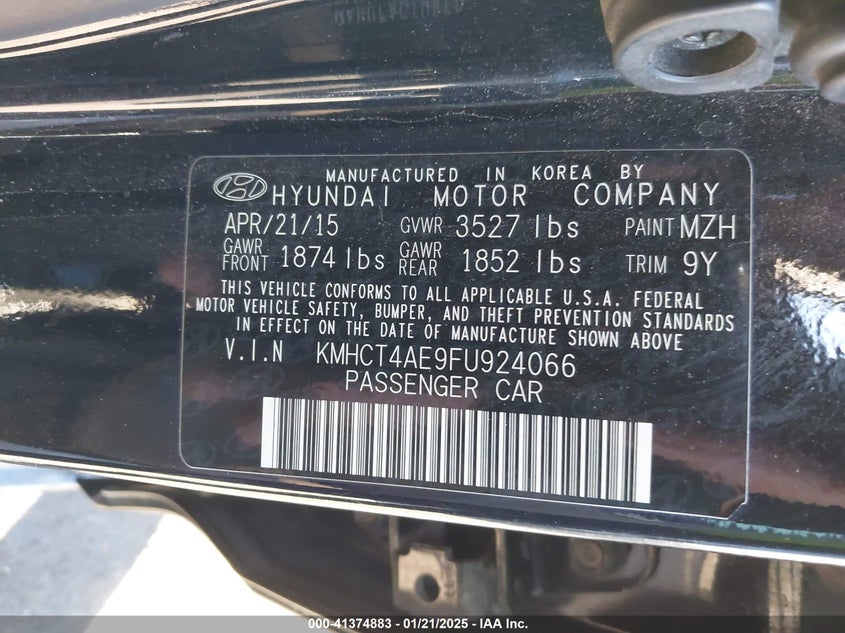 MANUFACTURED
MANUFACTURED IN KOREA BY
HYUNDAI MOTOR COMPANY
APR/21/15 GVWR 3527 lbs PAINT MZH
GAWR FRONT 1874 lbs GAWR REAR 1852 lbs TRIM 9Y
THIS VEHICLE CONFORMS TO ALL APPLICABLE U.S.A. FEDERAL
MOTOR VEHICLE SAFETY, BUMPER, AND THEFT PREVENTION STANDARDS
IN EFFECT ON THE DATE OF MANUFACTURE SHOWN ABOVE
V.I.N KMHCT4AE9FU924066
PASSENGER CAR
000-41374883 - 01/21/2025 - IAA Inc.